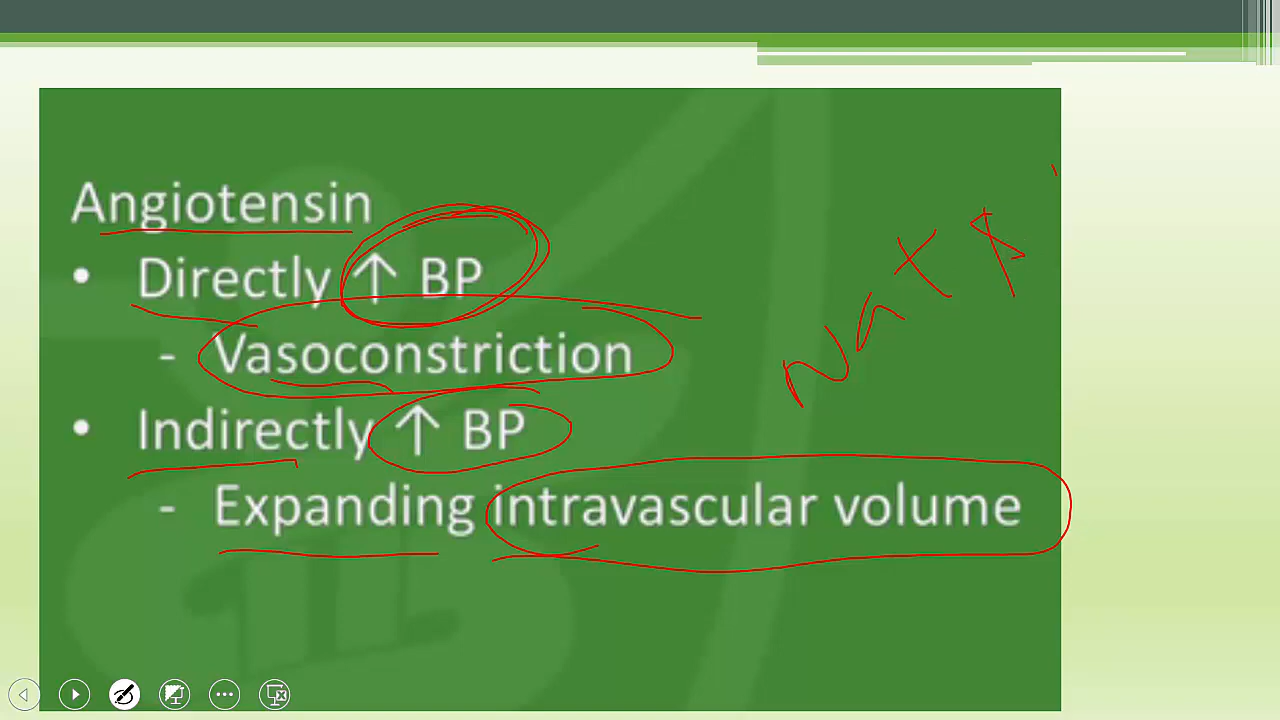 Angiotensin
• Directly ↑ BP
- Vasoconstriction
• Indirectly ↑ BP
- Expanding intravascular volume